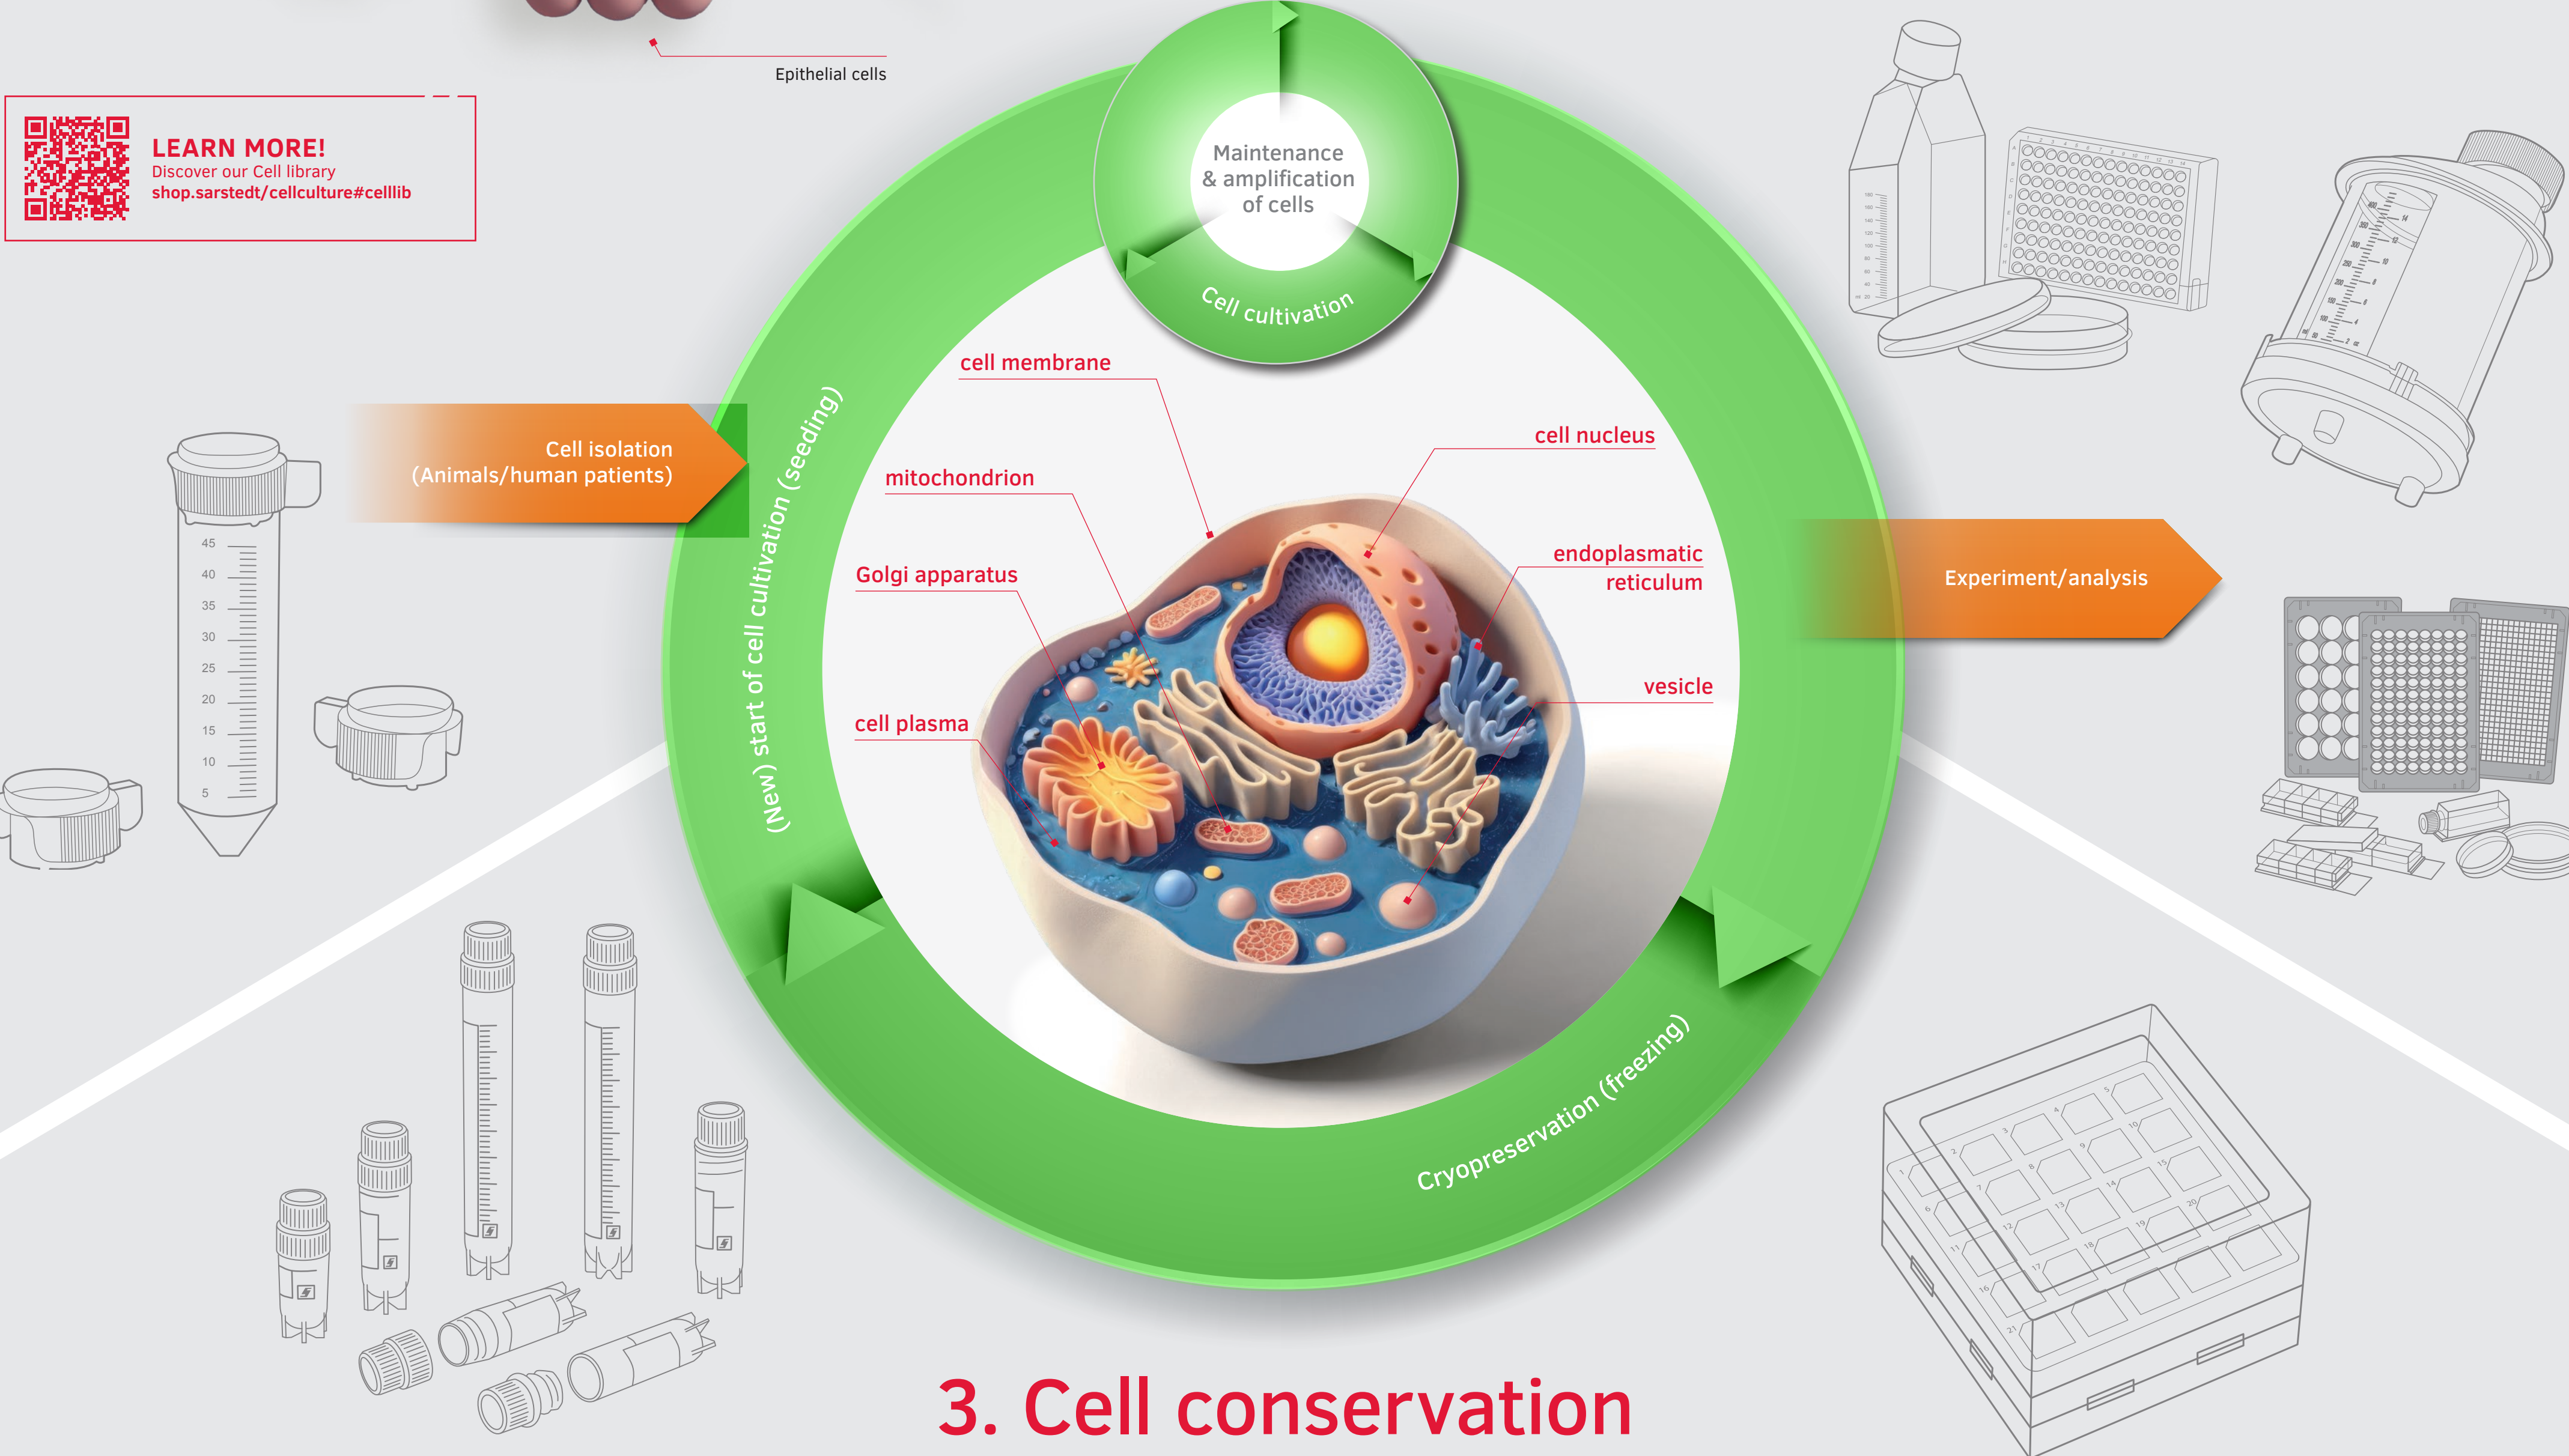 Epithelial cells
LEARN MORE!
Discover our Cell library
shop.sarstedt/cellculture#celllib
Maintenance
& amplification
of cells
Cell cultivation
cell membrane
cell nucleus
Cell isolation
(Animals/human patients)
mitochondrion
(New) start of cell cultivation (seeding)
Golgi apparatus
endoplasmatic
reticulum
Experiment/analysis
vesicle
cell plasma
45
40
35
30
25
20
15
10
5
Cryopreservation (freezing)
3. Cell conservation